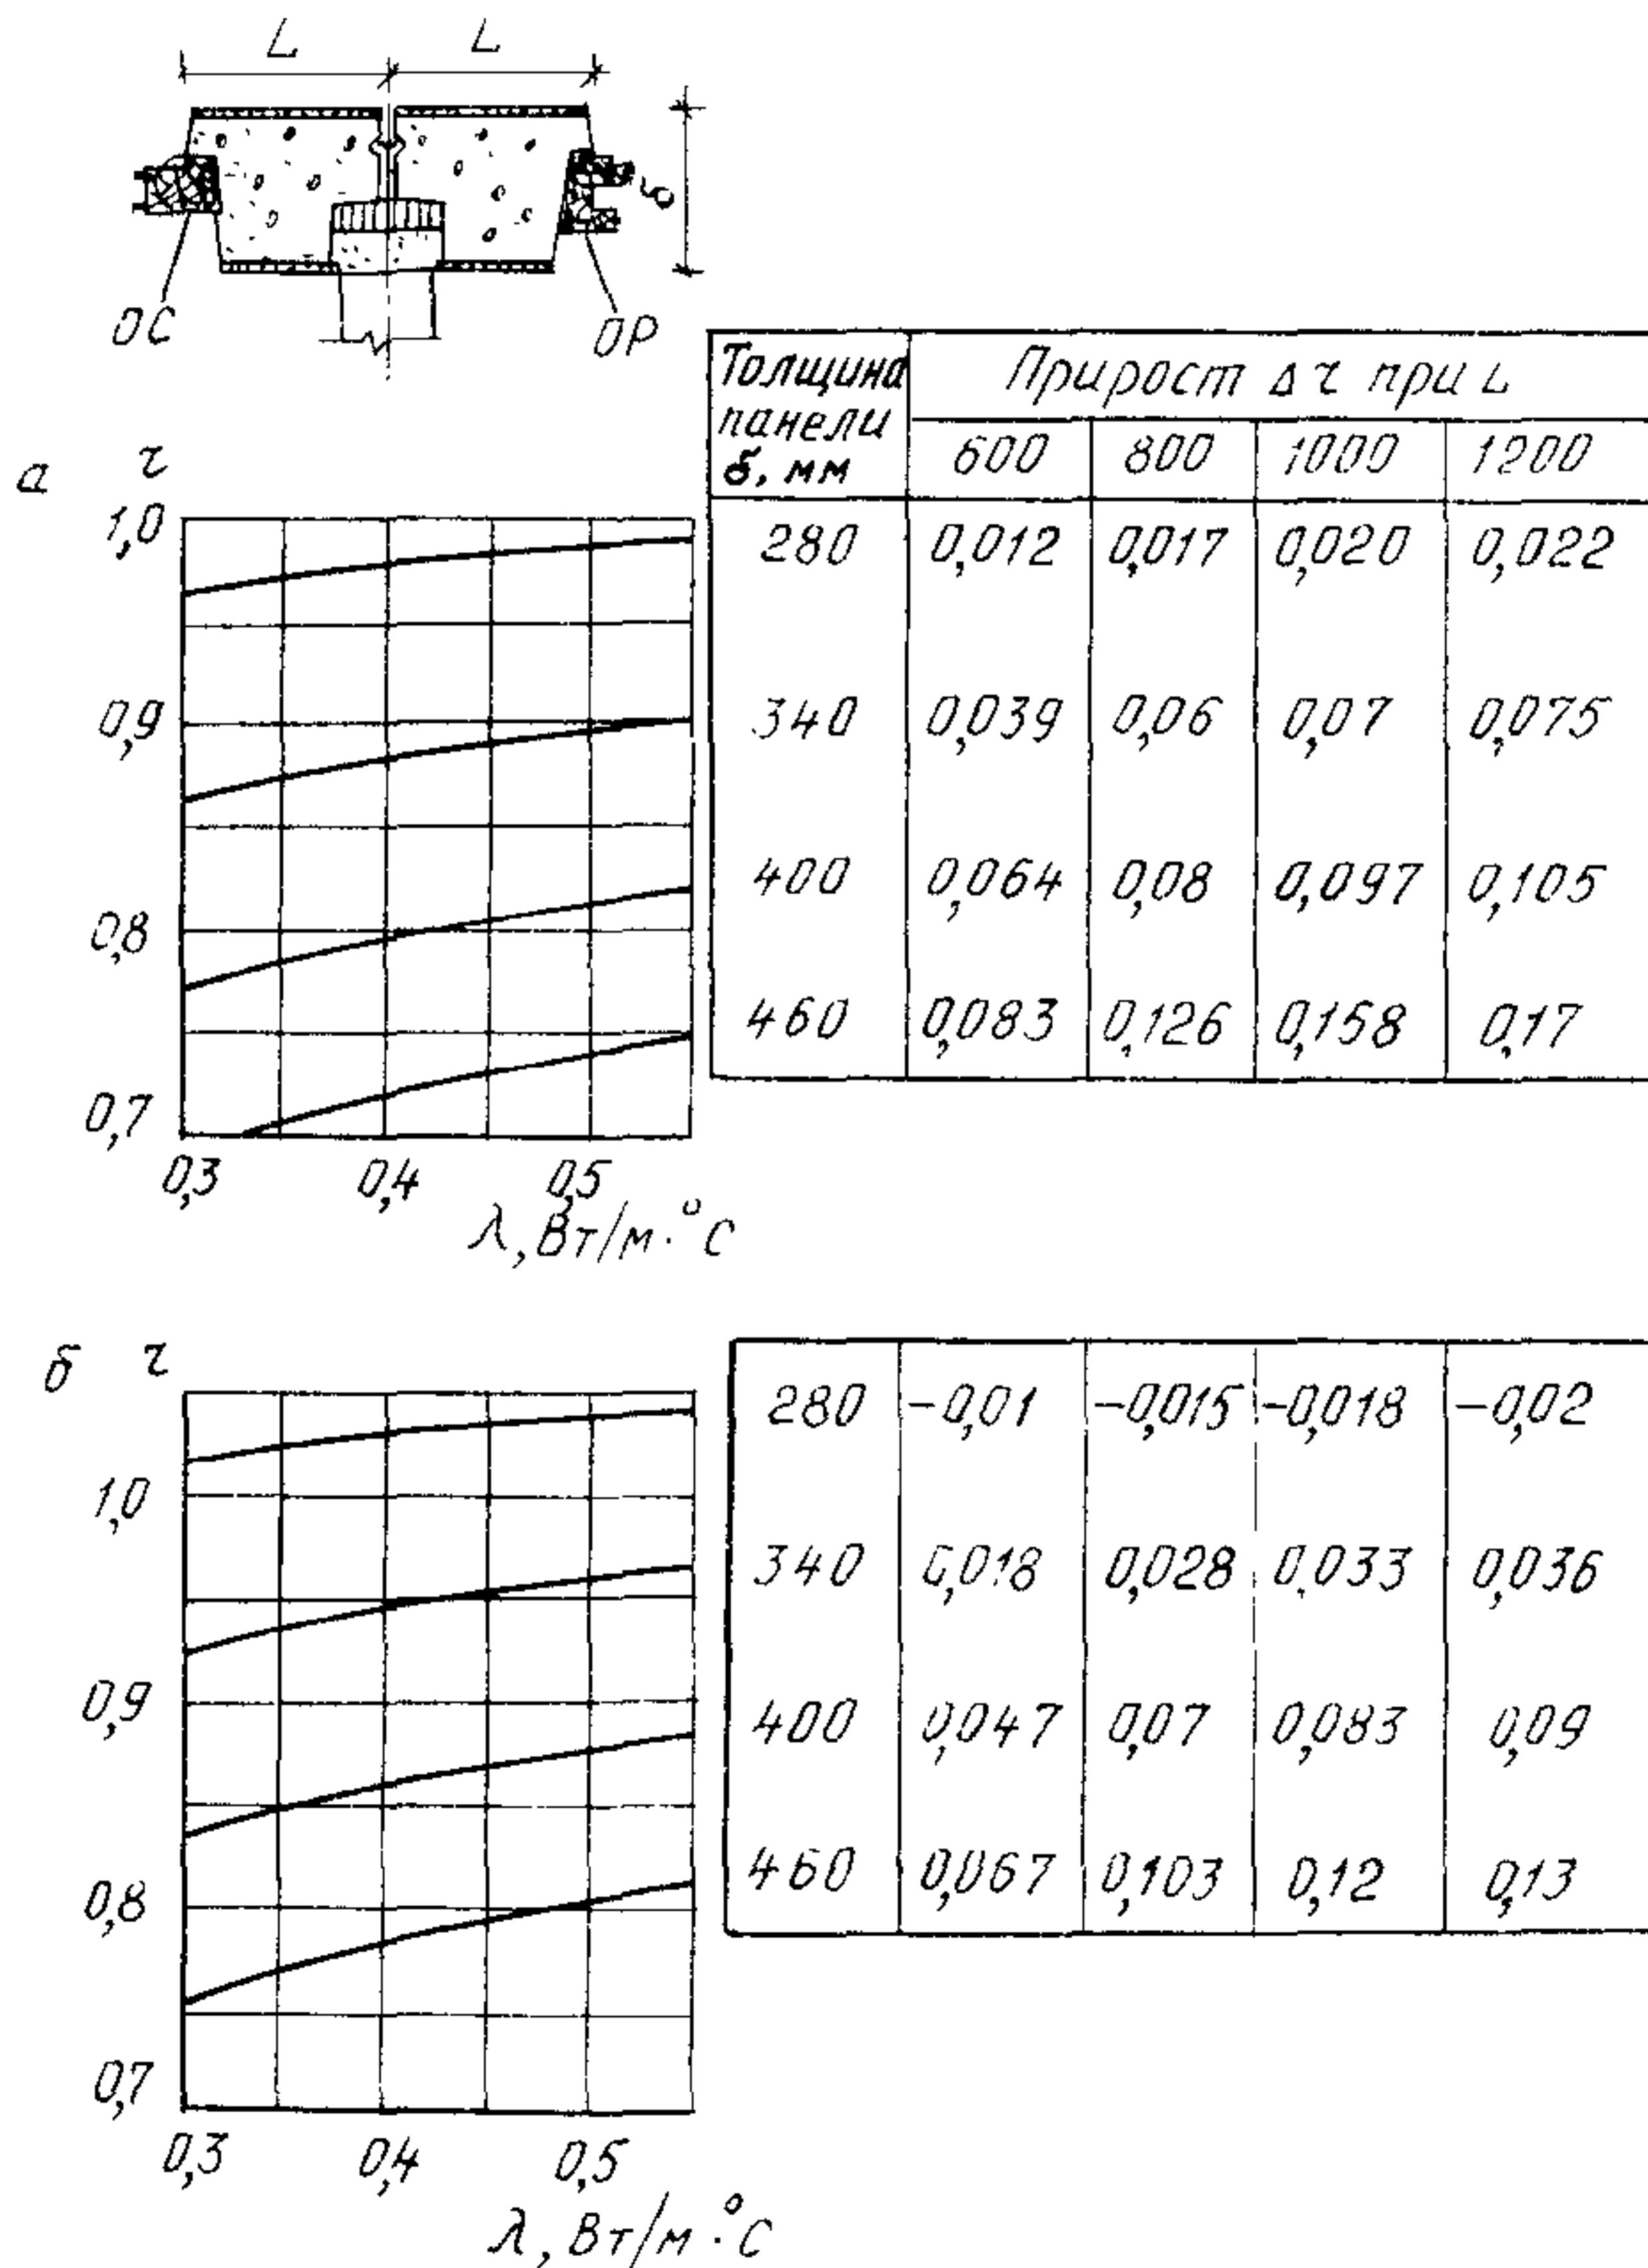 L L
δ
ОС ОР
Толщина панели δ, мм Прирост Δτ при L
600 800 1000 1200
280 0,012 0,017 0,020 0,022
340 0,039 0,06 0,07 0,075
400 0,064 0,08 0,097 0,105
460 0,083 0,126 0,158 0,17
а τ
1,0
0,9
0,8
0,7
0,3 0,4 0,5
λ, Вт/м·°С
б τ
280 -0,01 -0,015 -0,018 -0,02
340 0,018 0,028 0,033 0,036
400 0,047 0,07 0,083 0,09
460 0,067 0,103 0,12 0,13
1,0
0,9
0,8
0,7
0,3 0,4 0,5
λ, Вт/м·°С